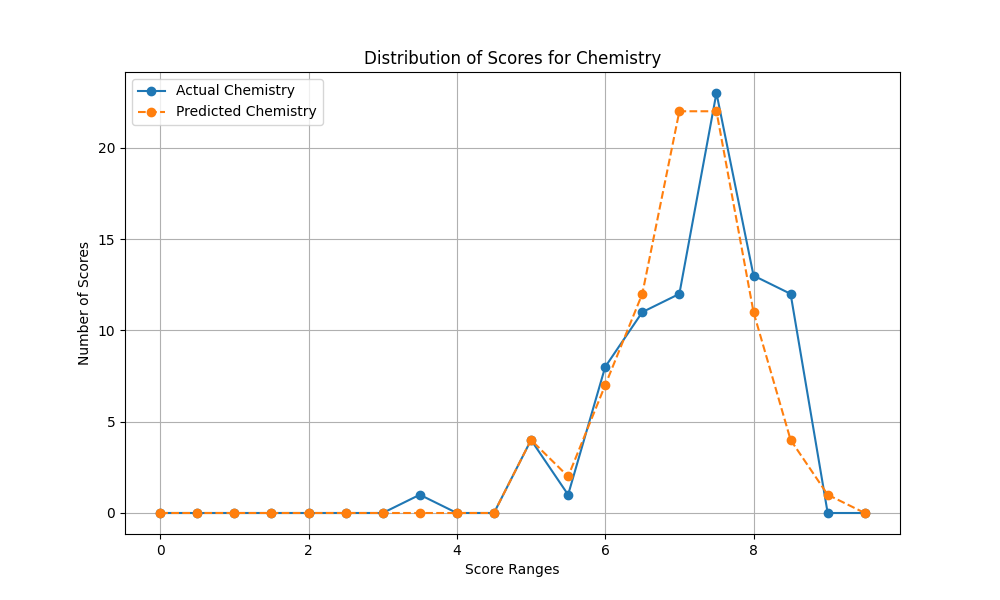 Distribution of Scores for Chemistry
Actual Chemistry
Predicted Chemistry
Number of Scores
20
15
10
5
0
0 2 4 6 8
Score Ranges